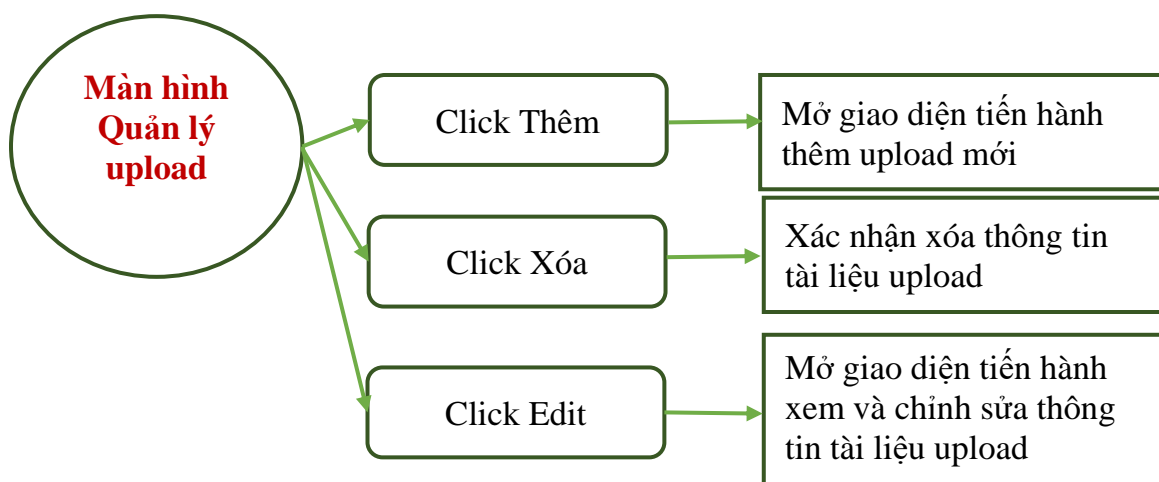 Màn hình
Quản lý
upload
Click Thêm
Mở giao diện tiến hành
thêm upload mới
Click Xóa
Xác nhận xóa thông tin
tài liệu upload
Click Edit
Mở giao diện tiến hành
xem và chỉnh sửa thông
tin tài liệu upload